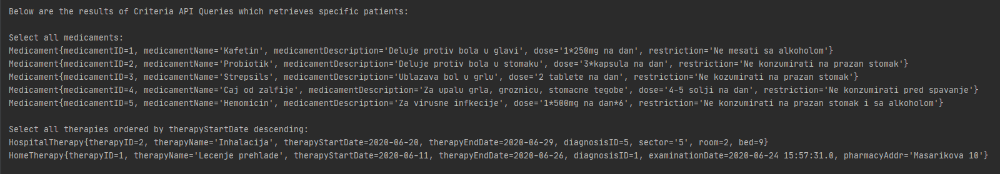 Below are the results of Criteria API Queries which retrieves specific patients:
Select all medicaments:
Medicament{medicamentID=1, medicamentName='Kafetin', medicamentDescription='Deluje protiv bola u glavi', dose='1*250mg na dan', restriction='Ne mesati sa alkoholom'}
Medicament{medicamentID=2, medicamentName='Probiotik', medicamentDescription='Deluje protiv bola u stomaku', dose='3*kapsula na dan', restriction='Ne konzumirati na prazan stomak'}
Medicament{medicamentID=3, medicamentName='Strepsils', medicamentDescription='Ublazava bol u grlu', dose='2 tablete na dan', restriction='Ne kozumirati na prazan stomak'}
Medicament{medicamentID=4, medicamentName='Caj od zalfije', medicamentDescription='Za upalu grla, groznicu, stomacne tegobe', dose='4-5 solji na dan', restriction='Ne konzumirati pred spavanje'}
Medicament{medicamentID=5, medicamentName='Hemomicin', medicamentDescription='Za virusne infkecije', dose='1*500mg na dan*6', restriction='Ne konzumirati na prazan stomak i sa alkoholom'}
Select all therapies ordered by therapyStartDate descending:
HospitalTherapy{therapyID=2, therapyName='Inhalacija', therapyStartDate=2020-06-20, therapyEndDate=2020-06-29, diagnosisID=5, sector='5', room=2, bed=9}
HomeTherapy{therapyID=1, therapyName='Lecenje prehlade', therapyStartDate=2020-06-11, therapyEndDate=2020-06-26, diagnosisID=1, examinationDate=2020-06-24 15:57:31.0, pharmacyAddr='Masarikova 10'}